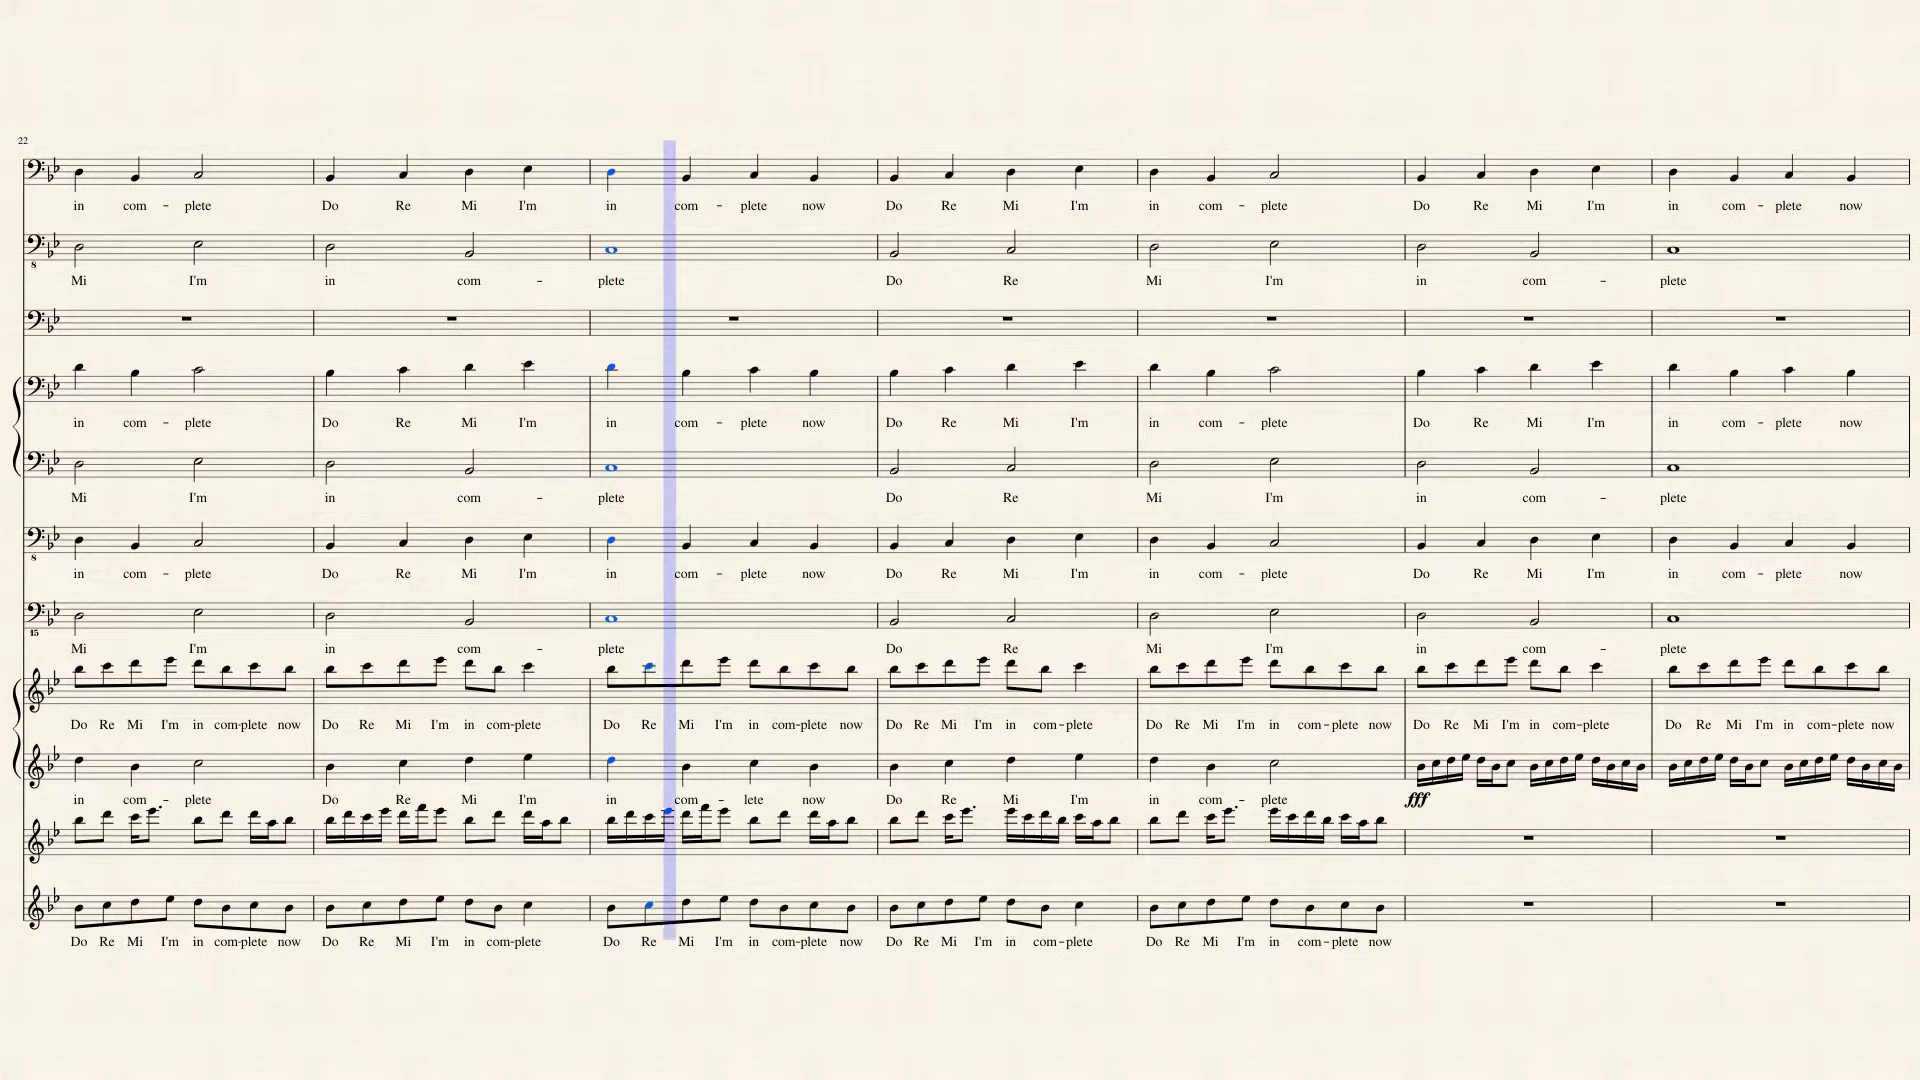 22
in com - plete Do Re Mi I'm in com - plete now Do Re Mi I'm in com - plete Do Re Mi I'm in com - plete now
8
Mi I'm in com - plete Do Re Mi I'm in com - plete
in com - plete Do Re Mi I'm in com - plete now Do Re Mi I'm in com - plete Do Re Mi I'm in com - plete now
Mi I'm in com - plete Do Re Mi I'm in com - plete
8
in com - plete Do Re Mi I'm in com - plete now Do Re Mi I'm in com - plete Do Re Mi I'm in com - plete now
15
Mi I'm in com - plete Do Re Mi I'm in com - plete
Do Re Mi I'm in com-plete now Do Re Mi I'm in com-plete Do Re Mi I'm in com-plete now Do Re Mi I'm in com-plete Do Re Mi I'm in com-plete now Do Re Mi I'm in com-plete Do Re Mi I'm in com-plete now
in com - plete Do Re Mi I'm in com - lete now Do Re Mi I'm in com - plete fff
Do Re Mi I'm in com-plete now Do Re Mi I'm in com-plete Do Re Mi I'm in com-plete now Do Re Mi I'm in com-plete Do Re Mi I'm in com-plete now